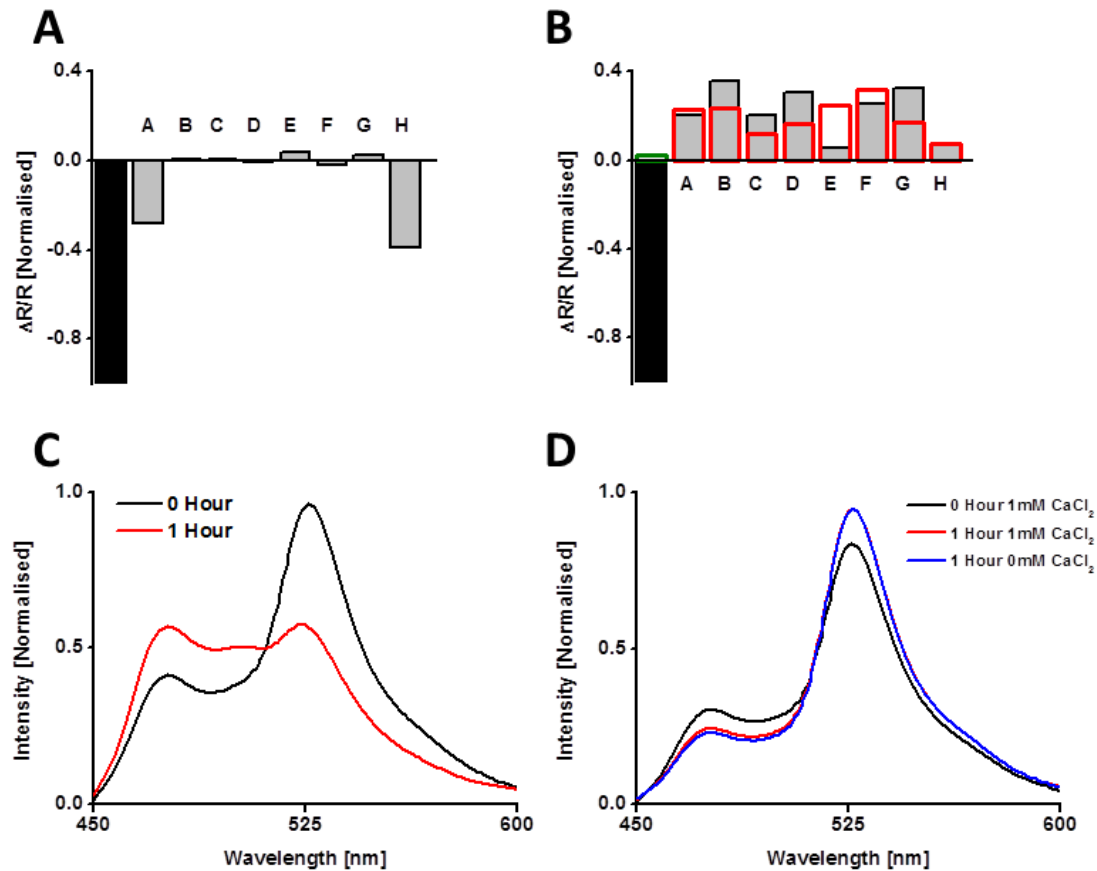 A
0.4
0.0
-0.4
-0.8
ΔR/R [Normalised]
A B C D E F G H
B
0.4
0.0
-0.4
-0.8
ΔR/R [Normalised]
A B C D E F G H
C
1.0
0.5
0.0
Intensity [Normalised]
0 Hour
1 Hour
450 525 600
Wavelength [nm]
D
1.0
0.5
0.0
Intensity [Normalised]
0 Hour 1mM CaCl₂
1 Hour 1mM CaCl₂
1 Hour 0mM CaCl₂
450 525 600
Wavelength [nm]